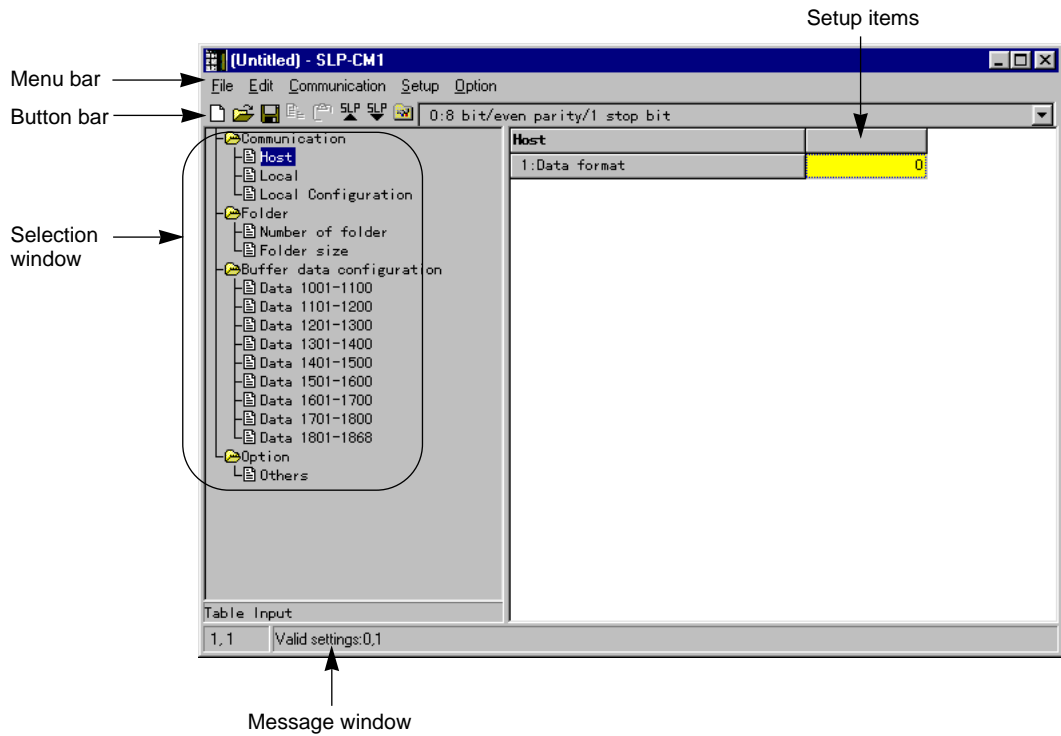 Setup items
(Untitled) - SLP-CM1
Menu bar
File Edit Communication Setup Option
Button bar
SLP SLP
0:8 bit/even parity/1 stop bit
Communication
Host
Local
Local Configuration
Folder
Number of folder
Folder size
Buffer data configuration
Data 1001-1100
Data 1101-1200
Data 1201-1300
Data 1301-1400
Data 1401-1500
Data 1501-1600
Data 1601-1700
Data 1701-1800
Data 1801-1868
Option
Others
Selection
window
Host
1:Data format 0
Table Input
1, 1 Valid settings:0,1
Message window